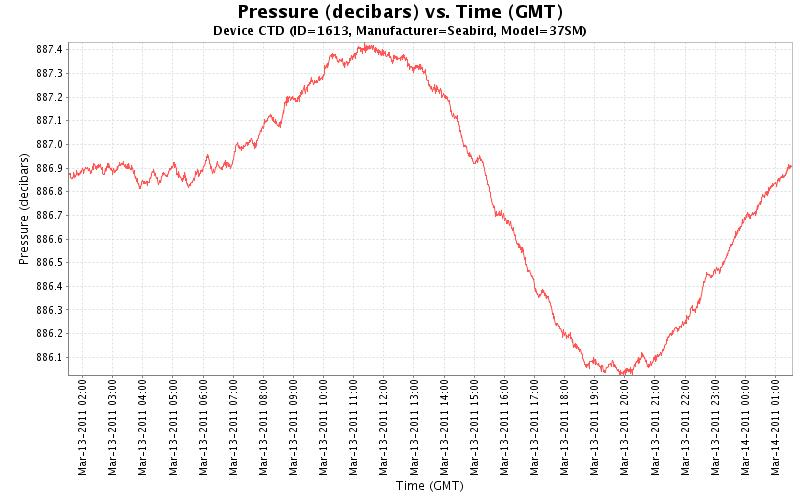 Pressure (decibars) vs. Time (GMT)
Device CTD (ID=1613, Manufacturer=Seabird, Model=37SM)
887.4
887.3
887.2
887.1
887.0
886.9
886.8
886.7
886.6
886.5
886.4
886.3
886.2
886.1
Pressure (decibars)
Mar-13-2011 02:00
Mar-13-2011 03:00
Mar-13-2011 04:00
Mar-13-2011 05:00
Mar-13-2011 06:00
Mar-13-2011 07:00
Mar-13-2011 08:00
Mar-13-2011 09:00
Mar-13-2011 10:00
Mar-13-2011 11:00
Mar-13-2011 12:00
Mar-13-2011 13:00
Mar-13-2011 14:00
Mar-13-2011 15:00
Mar-13-2011 16:00
Mar-13-2011 17:00
Mar-13-2011 18:00
Mar-13-2011 19:00
Mar-13-2011 20:00
Mar-13-2011 21:00
Mar-13-2011 22:00
Mar-13-2011 23:00
Mar-14-2011 00:00
Mar-14-2011 01:00
Time (GMT)